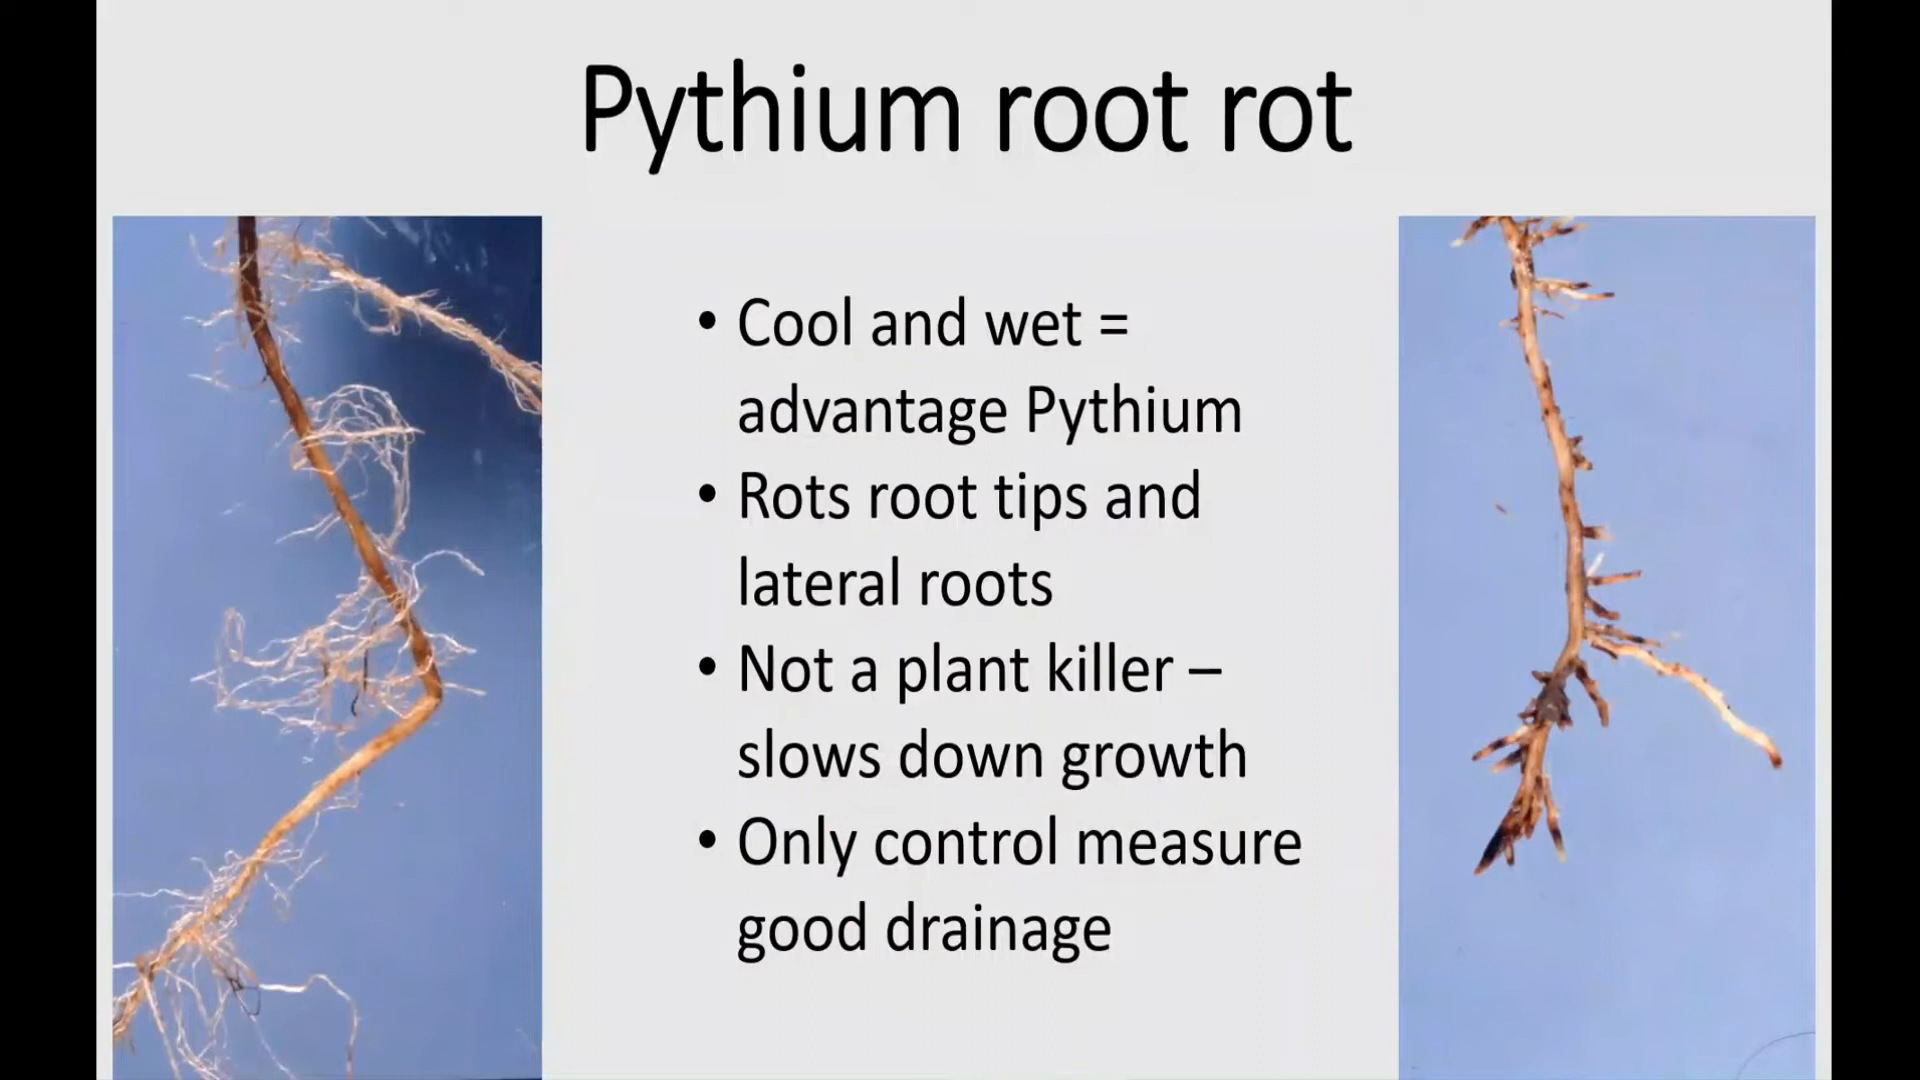 Pythium root rot
• Cool and wet =
advantage Pythium
• Rots root tips and
lateral roots
• Not a plant killer –
slows down growth
• Only control measure
good drainage